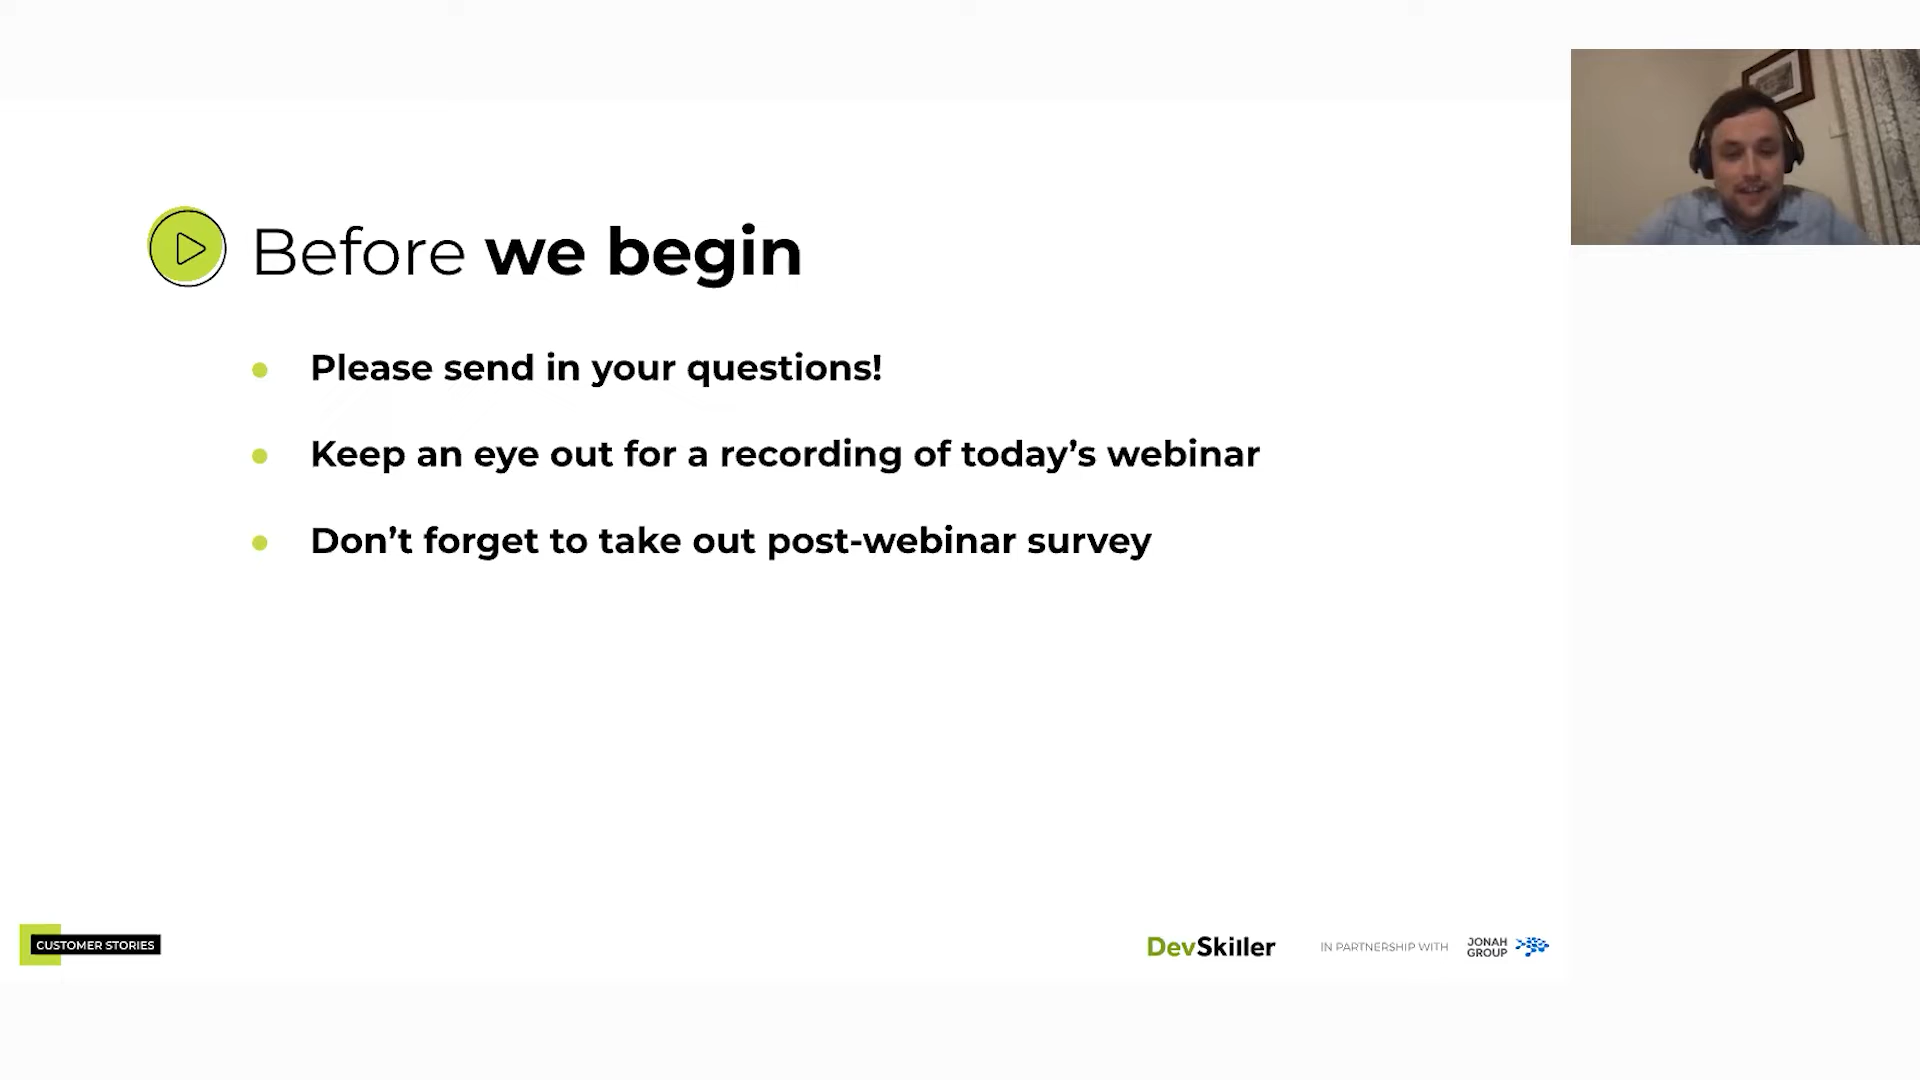 Before we begin
Please send in your questions!
Keep an eye out for a recording of today’s webinar
Don’t forget to take out post-webinar survey
CUSTOMER STORIES
DevSkiller
IN PARTNERSHIP WITH
JONAH
GROUP